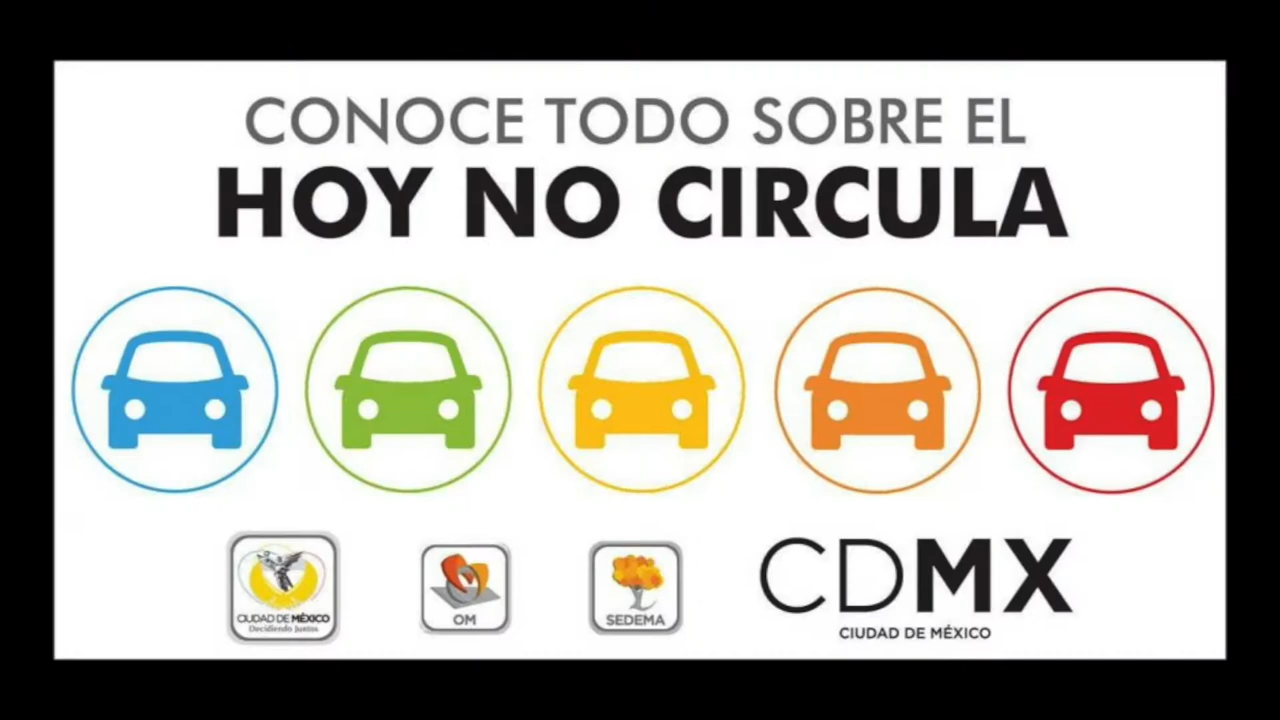 CONOCE TODO SOBRE EL
HOY NO CIRCULA
CIUDAD DE MÉXICO
Decidiendo Juntos
OM
SEDEMA
CDMX
CIUDAD DE MÉXICO